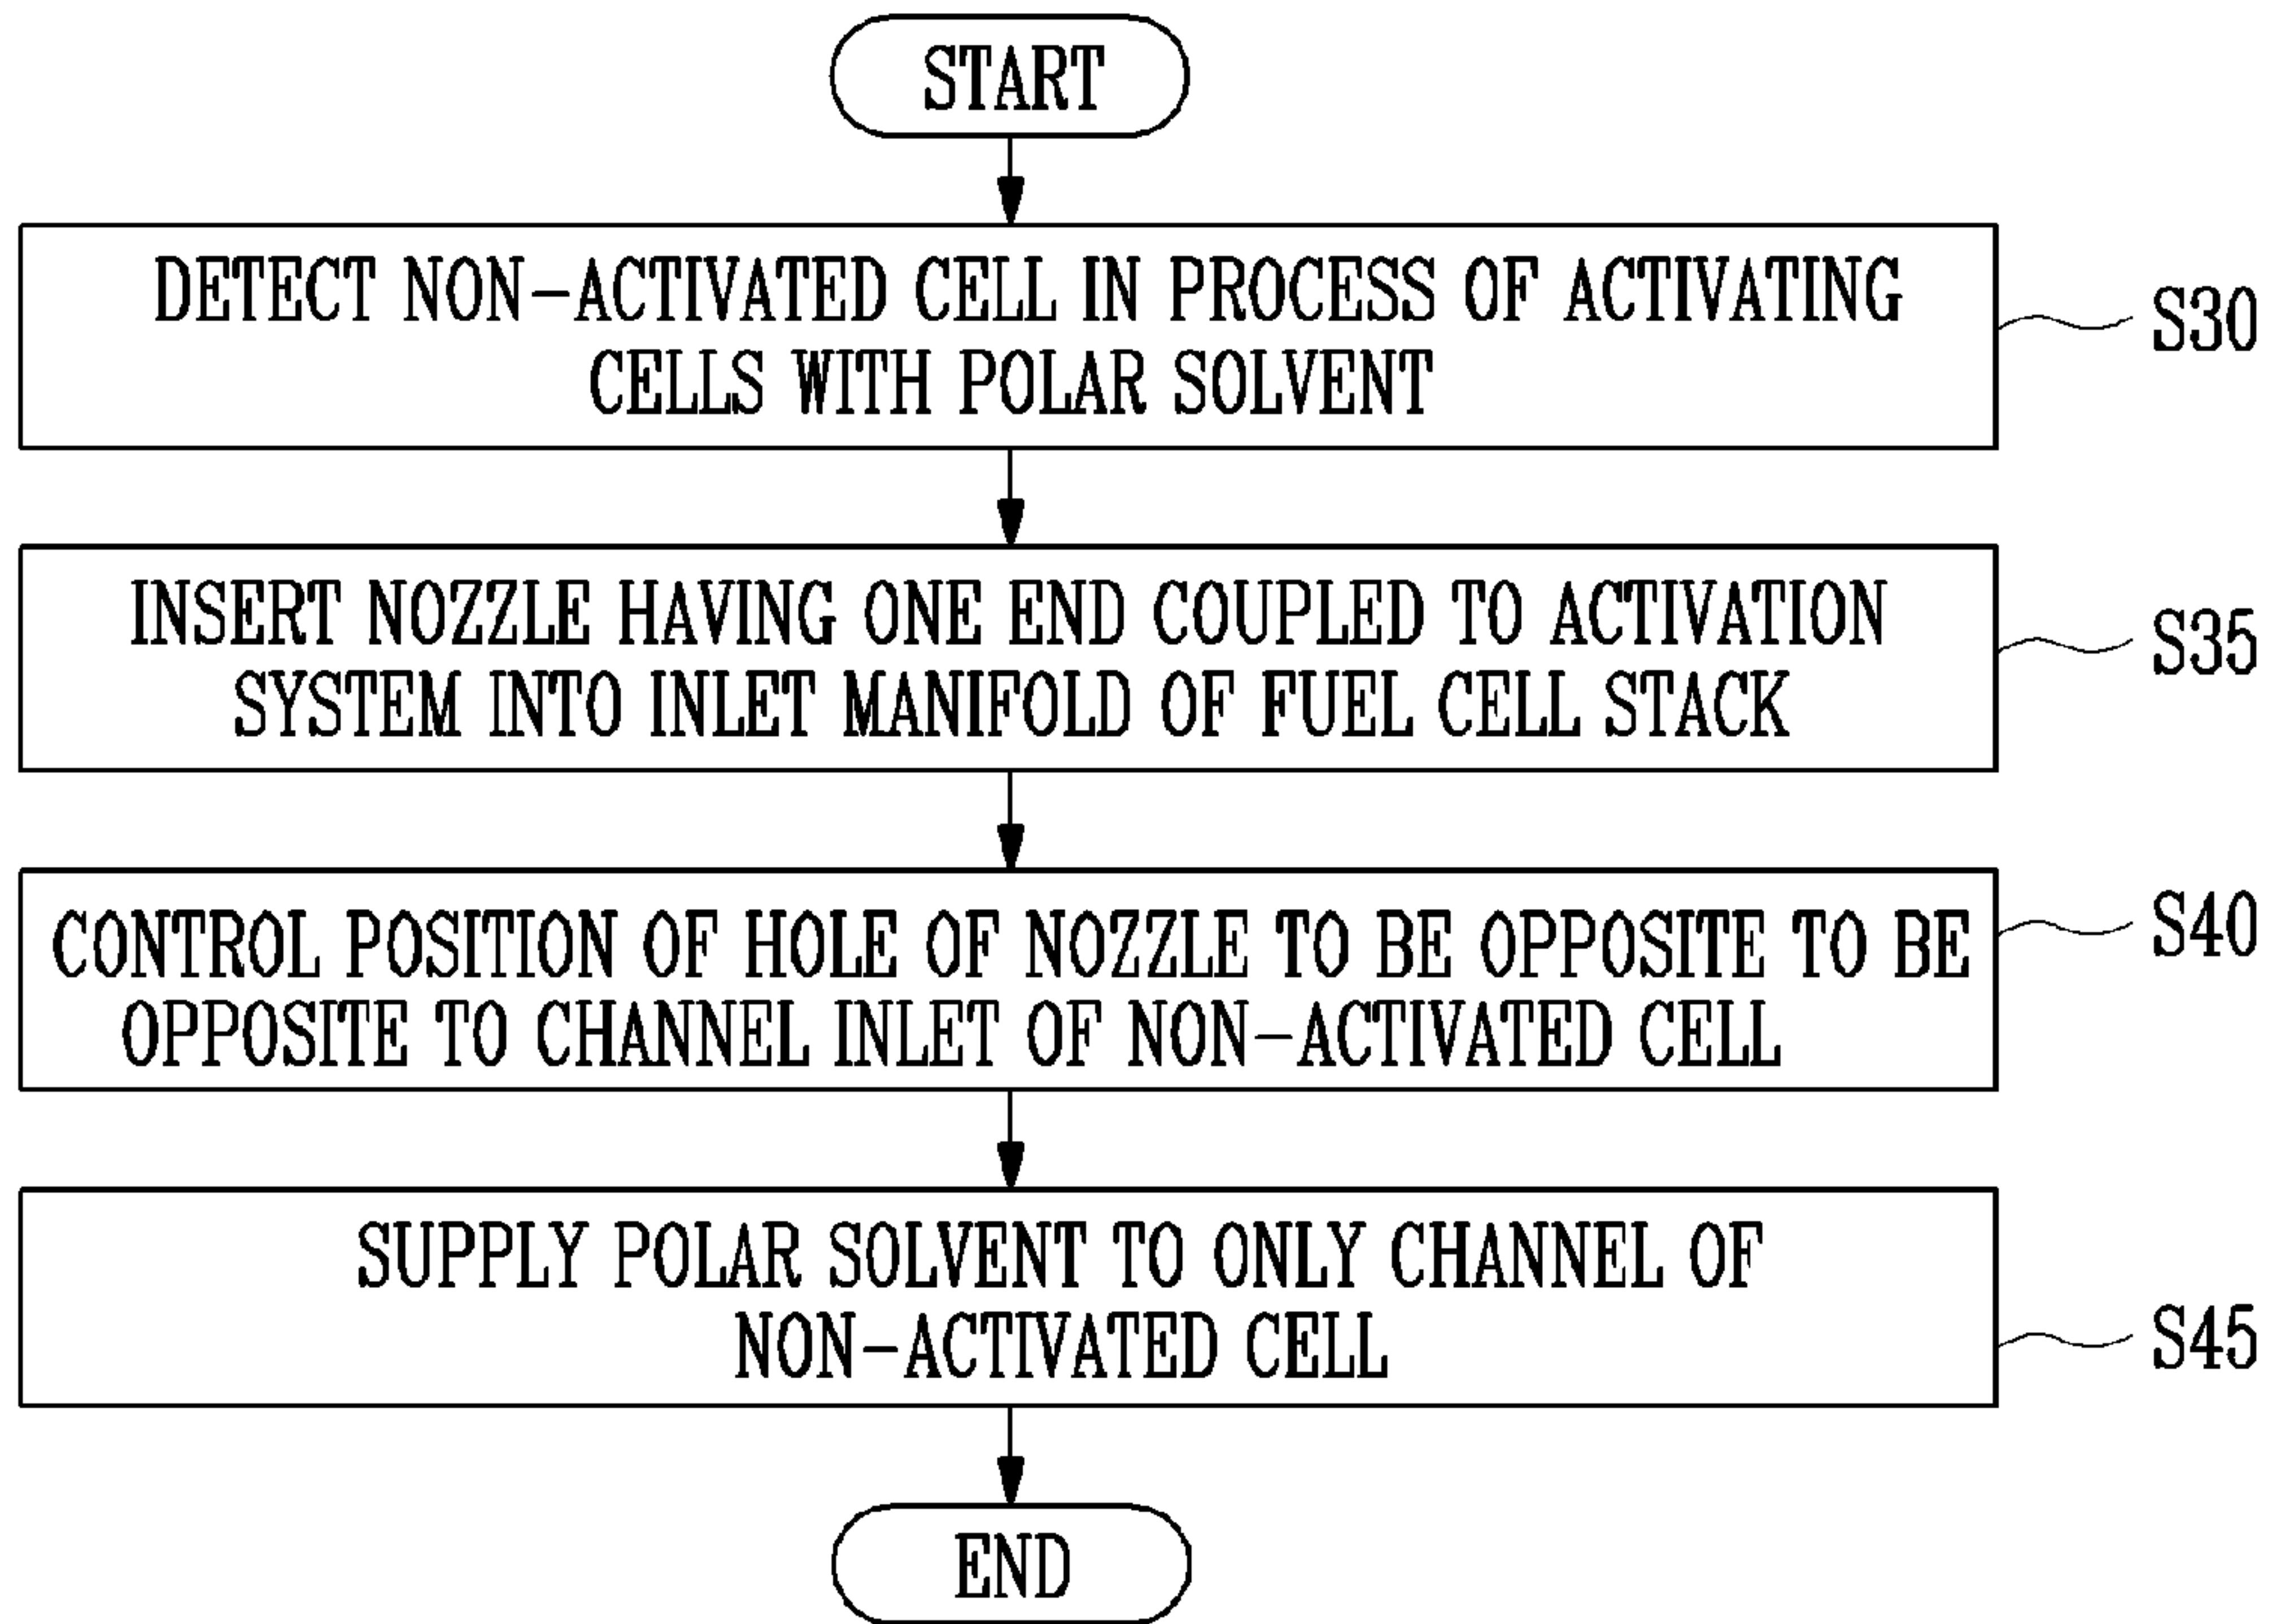 START
DETECT NON-ACTIVATED CELL IN PROCESS OF ACTIVATING
CELLS WITH POLAR SOLVENT
S30
INSERT NOZZLE HAVING ONE END COUPLED TO ACTIVATION
SYSTEM INTO INLET MANIFOLD OF FUEL CELL STACK
S35
CONTROL POSITION OF HOLE OF NOZZLE TO BE OPPOSITE TO BE
OPPOSITE TO CHANNEL INLET OF NON-ACTIVATED CELL
S40
SUPPLY POLAR SOLVENT TO ONLY CHANNEL OF
NON-ACTIVATED CELL
S45
END